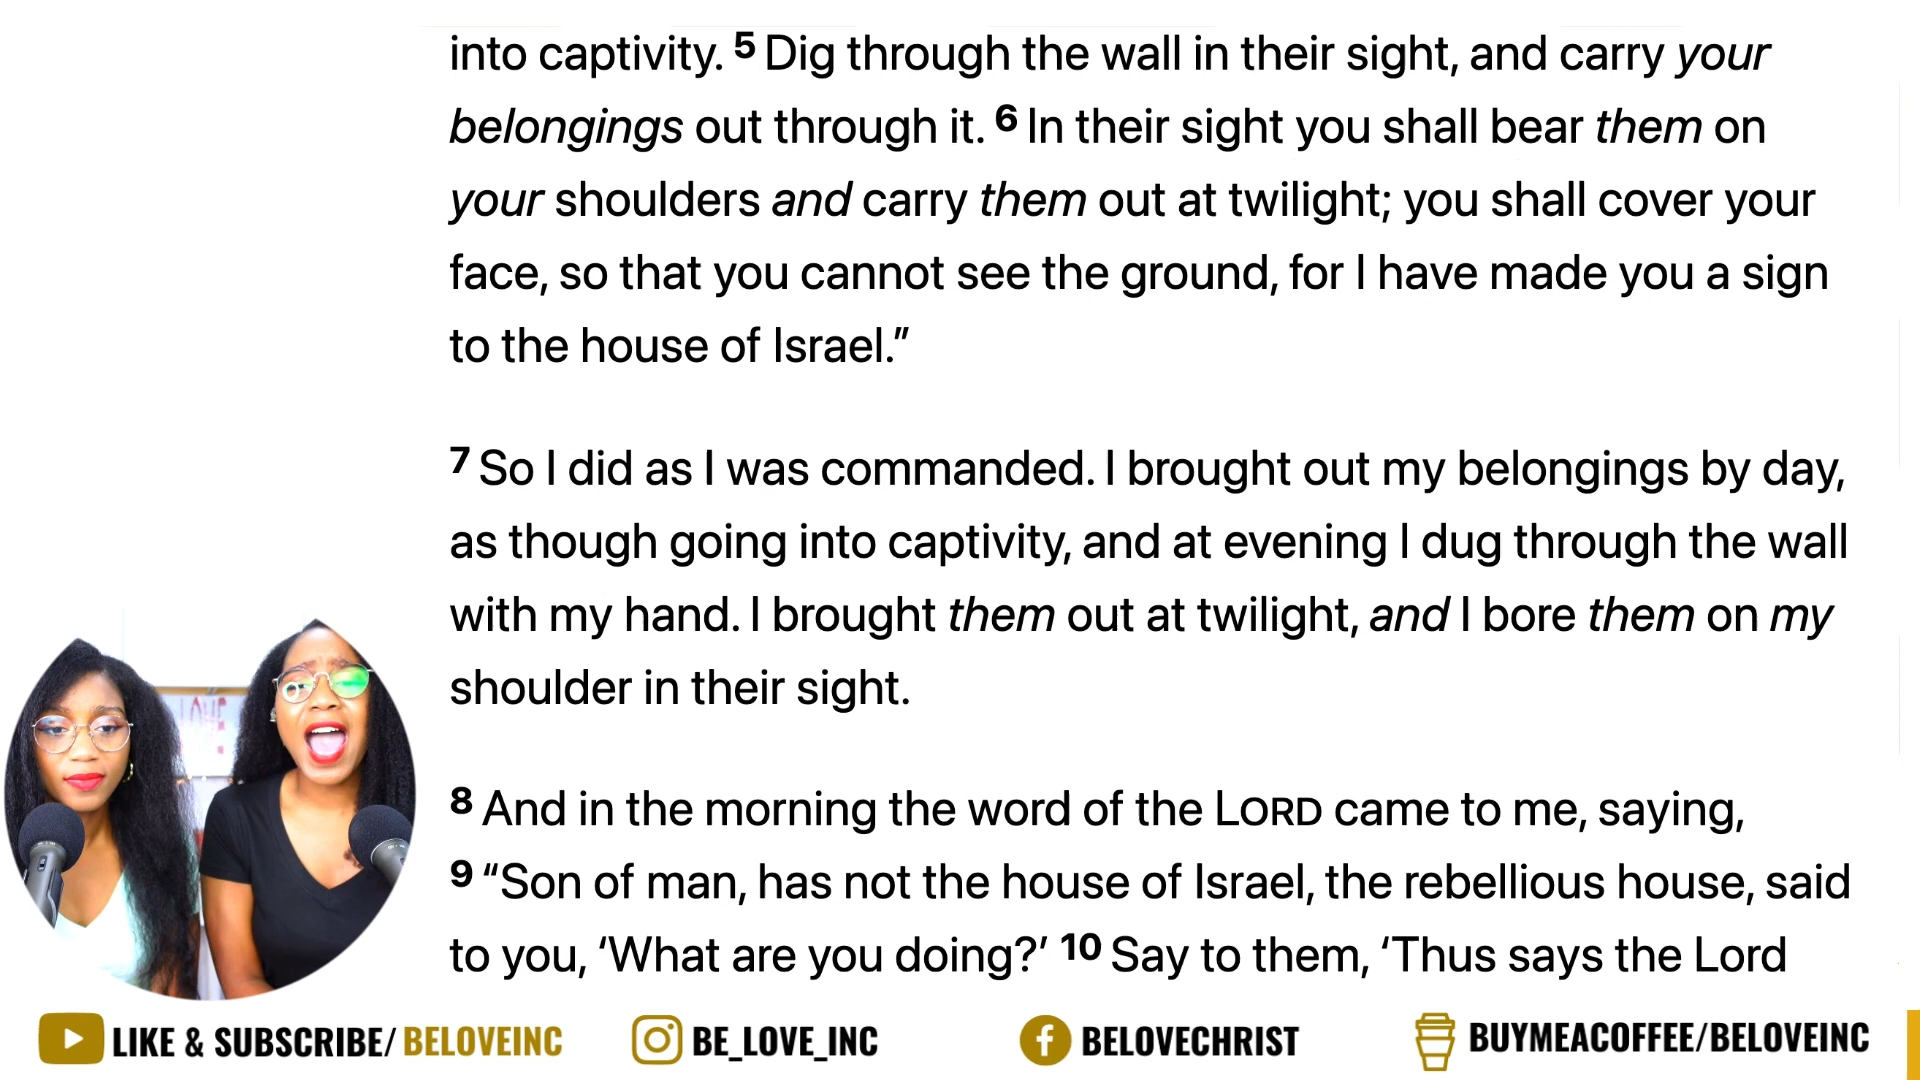 into captivity. 5 Dig through the wall in their sight, and carry your
belongings out through it. 6 In their sight you shall bear them on
your shoulders and carry them out at twilight; you shall cover your
face, so that you cannot see the ground, for I have made you a sign
to the house of Israel.”
7 So I did as I was commanded. I brought out my belongings by day,
as though going into captivity, and at evening I dug through the wall
with my hand. I brought them out at twilight, and I bore them on my
shoulder in their sight.
8 And in the morning the word of the LORD came to me, saying,
9 “Son of man, has not the house of Israel, the rebellious house, said
to you, ‘What are you doing?’ 10 Say to them, ‘Thus says the Lord
LOVE
LIKE & SUBSCRIBE/ BELOVEINC
BE_LOVE_INC
BELOVECHRIST
BUYMEACOFFEE/BELOVEINC